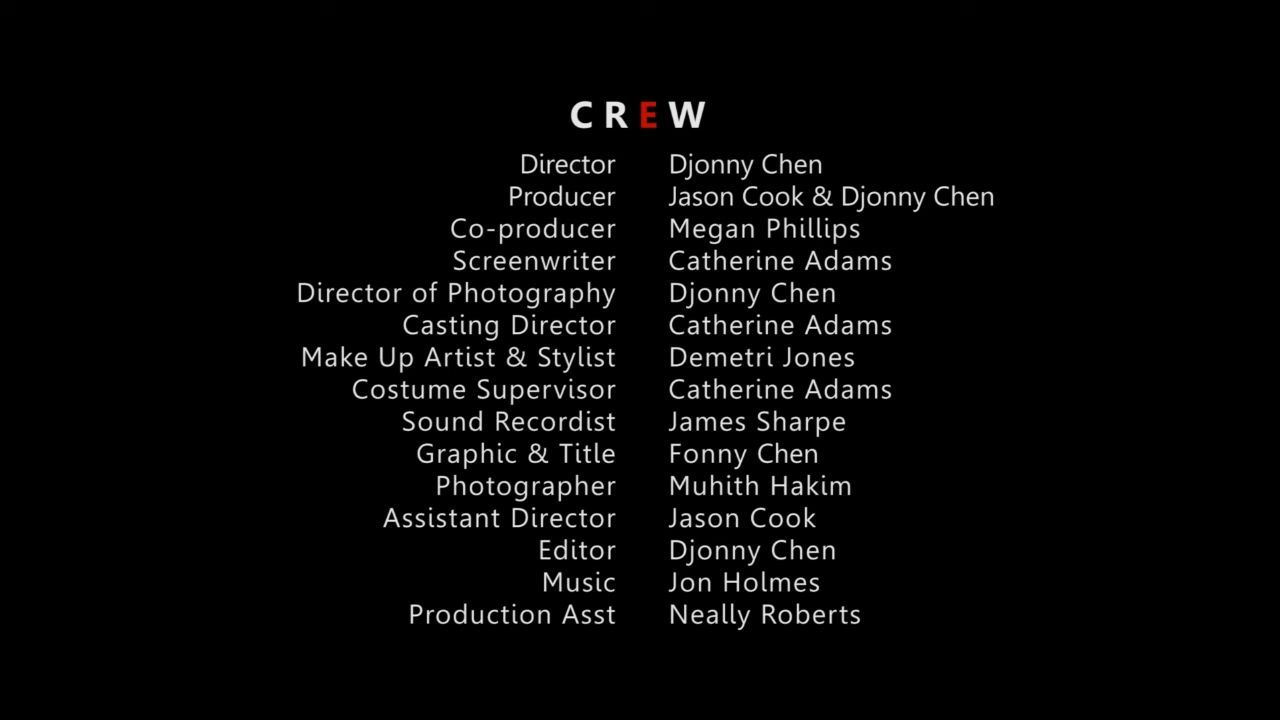 CREW
Director Djonny Chen
Producer Jason Cook & Djonny Chen
Co-producer Megan Phillips
Screenwriter Catherine Adams
Director of Photography Djonny Chen
Casting Director Catherine Adams
Make Up Artist & Stylist Demetri Jones
Costume Supervisor Catherine Adams
Sound Recordist James Sharpe
Graphic & Title Fonny Chen
Photographer Muhith Hakim
Assistant Director Jason Cook
Editor Djonny Chen
Music Jon Holmes
Production Asst Neally Roberts